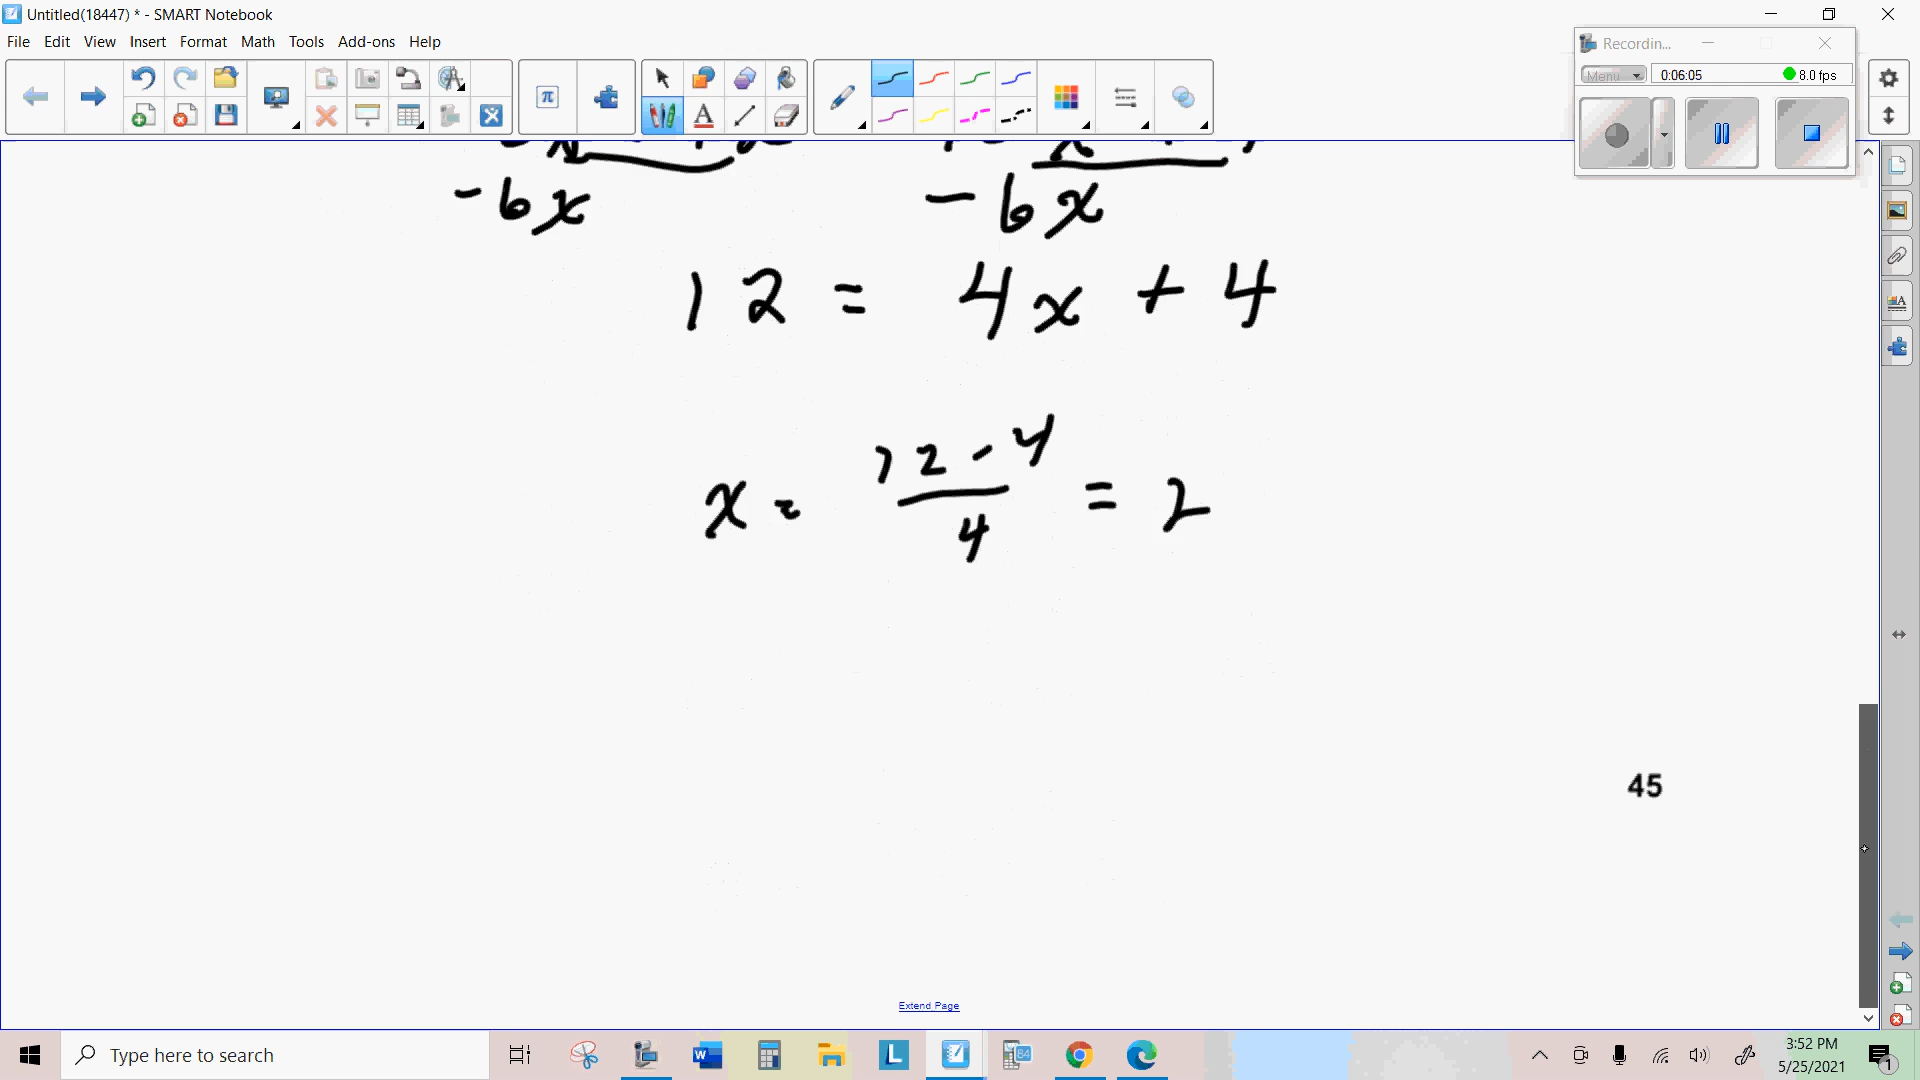 Untitled(18447) * - SMART Notebook
File Edit View Insert Format Math Tools Add-ons Help
Recordin...
Menu 0:06:05 8.0 fps
π
A
-6x -6x
12 = 4x + 4
x = 12-4 = 2
4
45
Extend Page
Type here to search
W
L
84
3:52 PM
5/25/2021
1